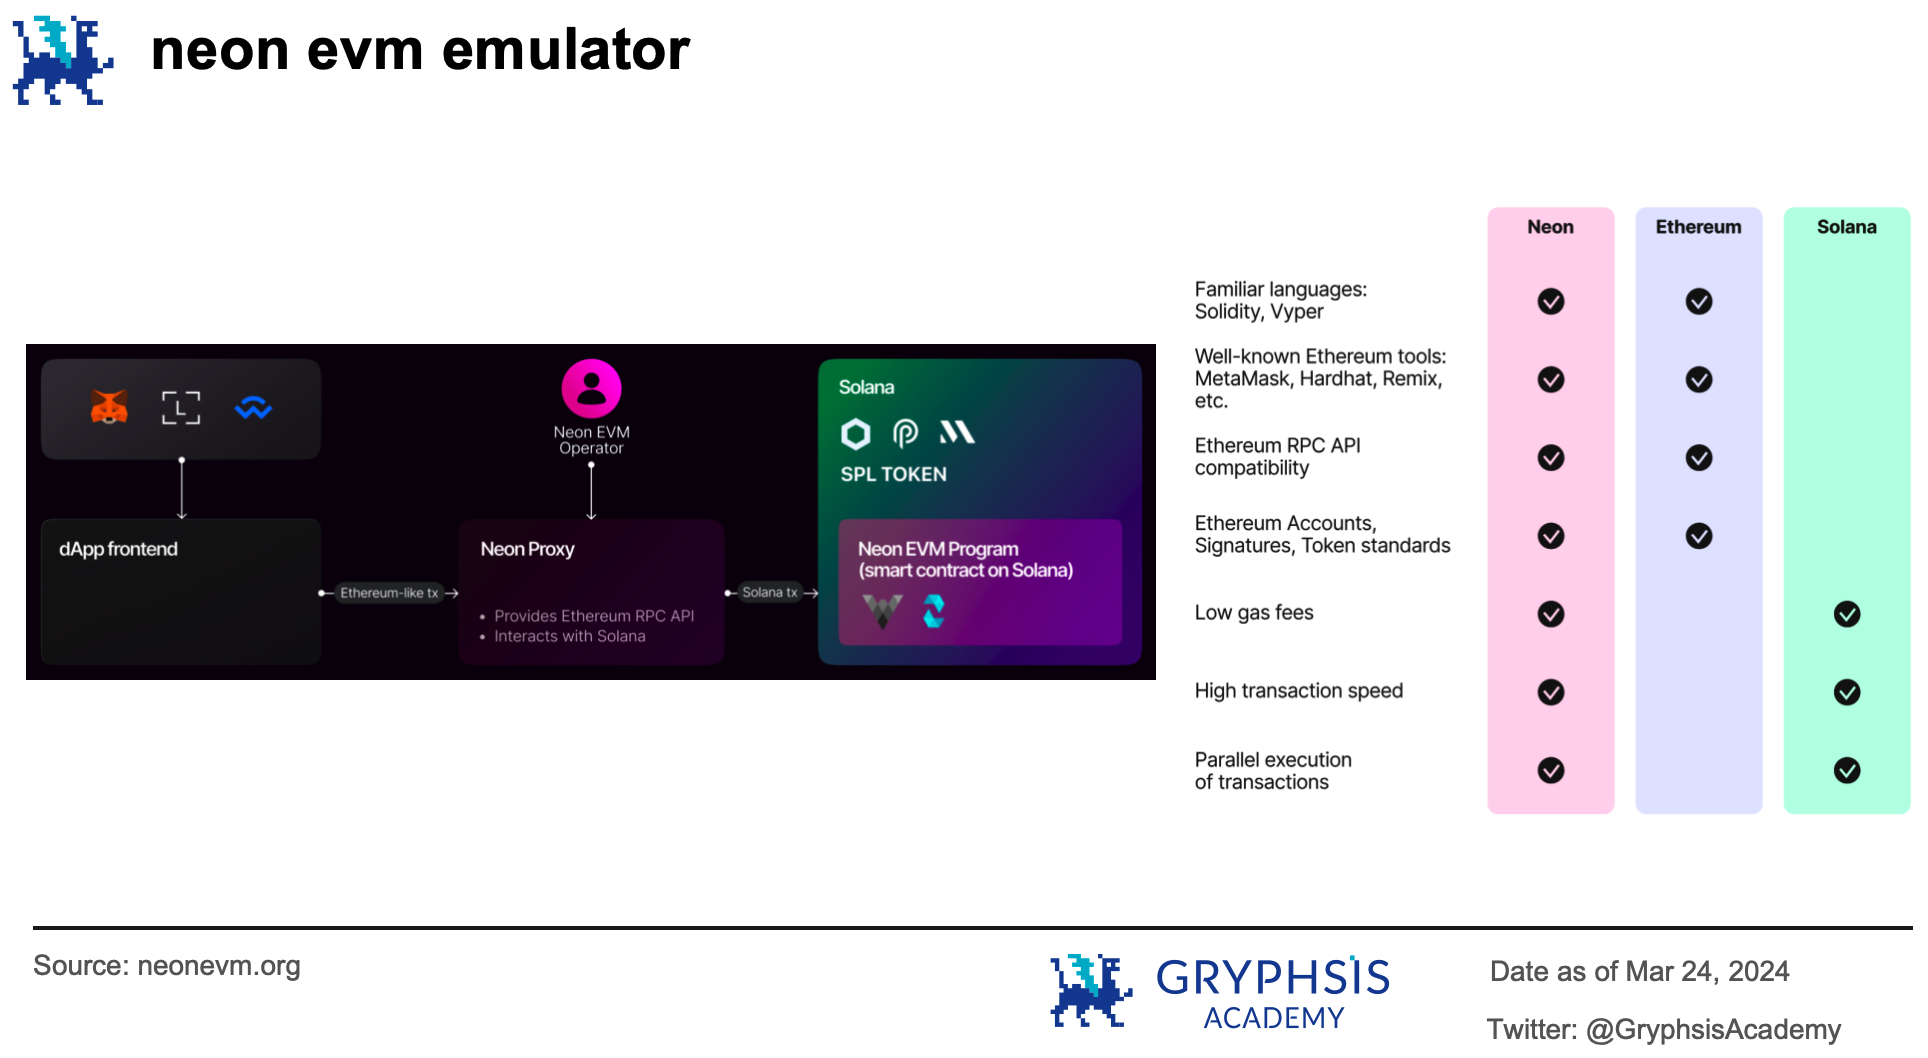 neon evm emulator
Neon EVM
Operator
dApp frontend
Ethereum-like tx
Neon Proxy
• Provides Ethereum RPC API
• Interacts with Solana
Solana tx
Solana
SPL TOKEN
Neon EVM Program
(smart contract on Solana)
Neon
Ethereum
Solana
Familiar languages:
Solidity, Vyper
Well-known Ethereum tools:
MetaMask, Hardhat, Remix,
etc.
Ethereum RPC API
compatibility
Ethereum Accounts,
Signatures, Token standards
Low gas fees
High transaction speed
Parallel execution
of transactions
Source: neonevm.org
GRYPHSIS
ACADEMY
Date as of Mar 24, 2024
Twitter: @GryphsisAcademy